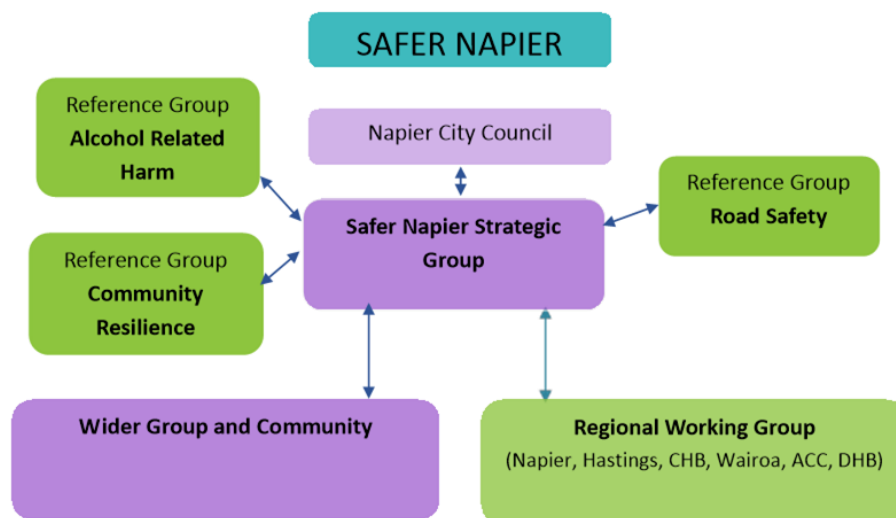 SAFER NAPIER
Reference Group
Alcohol Related
Harm
Napier City Council
Reference Group
Road Safety
Safer Napier Strategic
Group
Reference Group
Community
Resilience
Wider Group and Community
Regional Working Group
(Napier, Hastings, CHB, Wairoa, ACC, DHB)